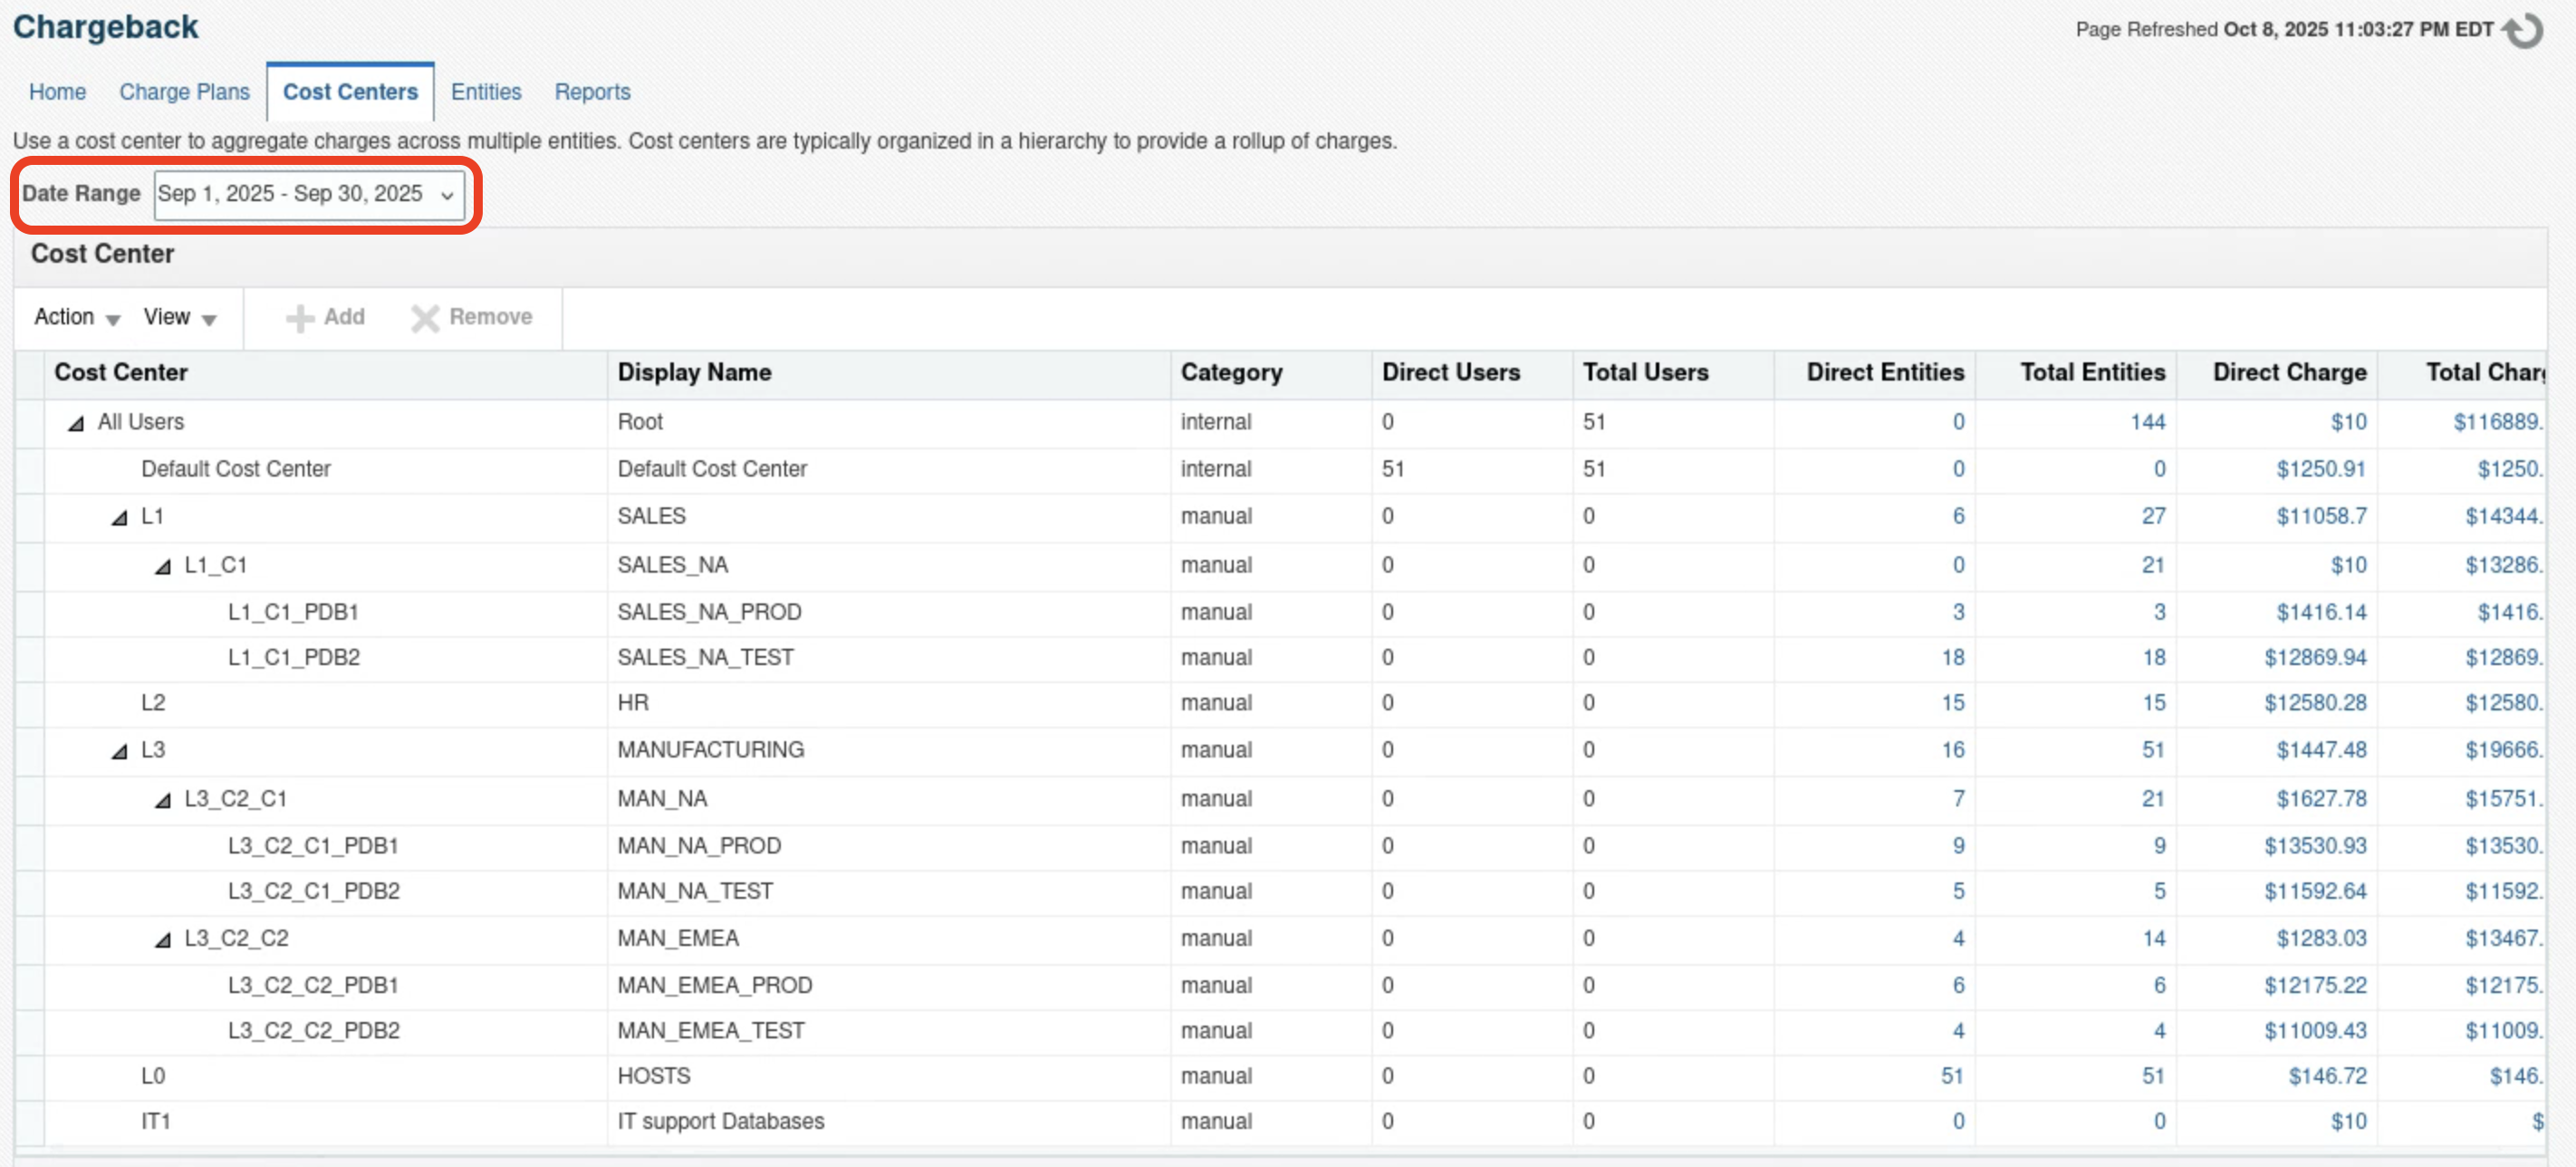 Chargeback
Page Refreshed Oct 8, 2025 11:03:27 PM EDT
Home Charge Plans Cost Centers Entities Reports
Use a cost center to aggregate charges across multiple entities. Cost centers are typically organized in a hierarchy to provide a rollup of charges.
Date Range Sep 1, 2025 - Sep 30, 2025
Cost Center
Action View Add Remove
Cost Center Display Name Category Direct Users Total Users Direct Entities Total Entities Direct Charge Total Char
All Users Root internal 0 51 0 144 $10 $116889.
Default Cost Center Default Cost Center internal 51 51 0 0 $1250.91 $1250.
L1 SALES manual 0 0 6 27 $11058.7 $14344.
L1_C1 SALES_NA manual 0 0 0 21 $10 $13286.
L1_C1_PDB1 SALES_NA_PROD manual 0 0 3 3 $1416.14 $1416.
L1_C1_PDB2 SALES_NA_TEST manual 0 0 18 18 $12869.94 $12869.
L2 HR manual 0 0 15 15 $12580.28 $12580.
L3 MANUFACTURING manual 0 0 16 51 $1447.48 $19666.
L3_C2_C1 MAN_NA manual 0 0 7 21 $1627.78 $15751.
L3_C2_C1_PDB1 MAN_NA_PROD manual 0 0 9 9 $13530.93 $13530.
L3_C2_C1_PDB2 MAN_NA_TEST manual 0 0 5 5 $11592.64 $11592.
L3_C2_C2 MAN_EMEA manual 0 0 4 14 $1283.03 $13467.
L3_C2_C2_PDB1 MAN_EMEA_PROD manual 0 0 6 6 $12175.22 $12175.
L3_C2_C2_PDB2 MAN_EMEA_TEST manual 0 0 4 4 $11009.43 $11009.
L0 HOSTS manual 0 0 51 51 $146.72 $146.
IT1 IT support Databases manual 0 0 0 0 $10 $